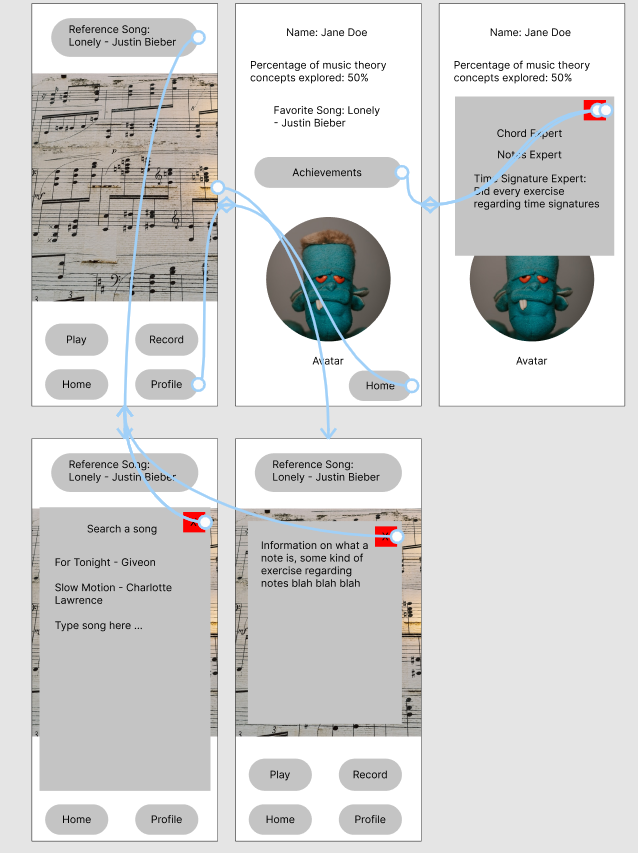 Reference Song:
Lonely - Justin Bieber
Play
Record
Home
Profile
Name: Jane Doe
Percentage of music theory
concepts explored: 50%
Favorite Song: Lonely
- Justin Bieber
Achievements
Avatar
Home
Name: Jane Doe
Percentage of music theory
concepts explored: 50%
Chord Expert
Notes Expert
Time Signature Expert:
Did every exercise
regarding time signatures
Avatar
Reference Song:
Lonely - Justin Bieber
Search a song
For Tonight - Giveon
Slow Motion - Charlotte
Lawrence
Type song here ...
Home
Profile
Reference Song:
Lonely - Justin Bieber
Information on what a
note is, some kind of
exercise regarding
notes blah blah blah
Play
Record
Home
Profile